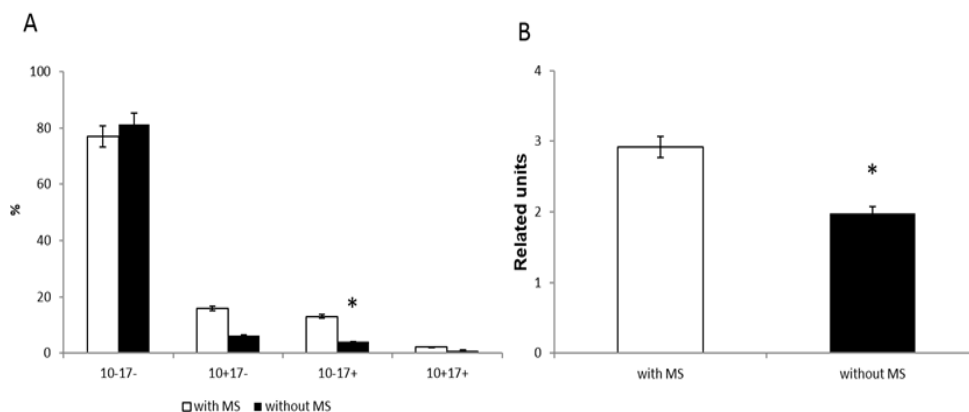 A
%
100
80
60
40
20
0
*
10-17-
10+17-
10-17+
10+17+
with MS
without MS
B
Related units
4
3
2
1
0
*
with MS
without MS